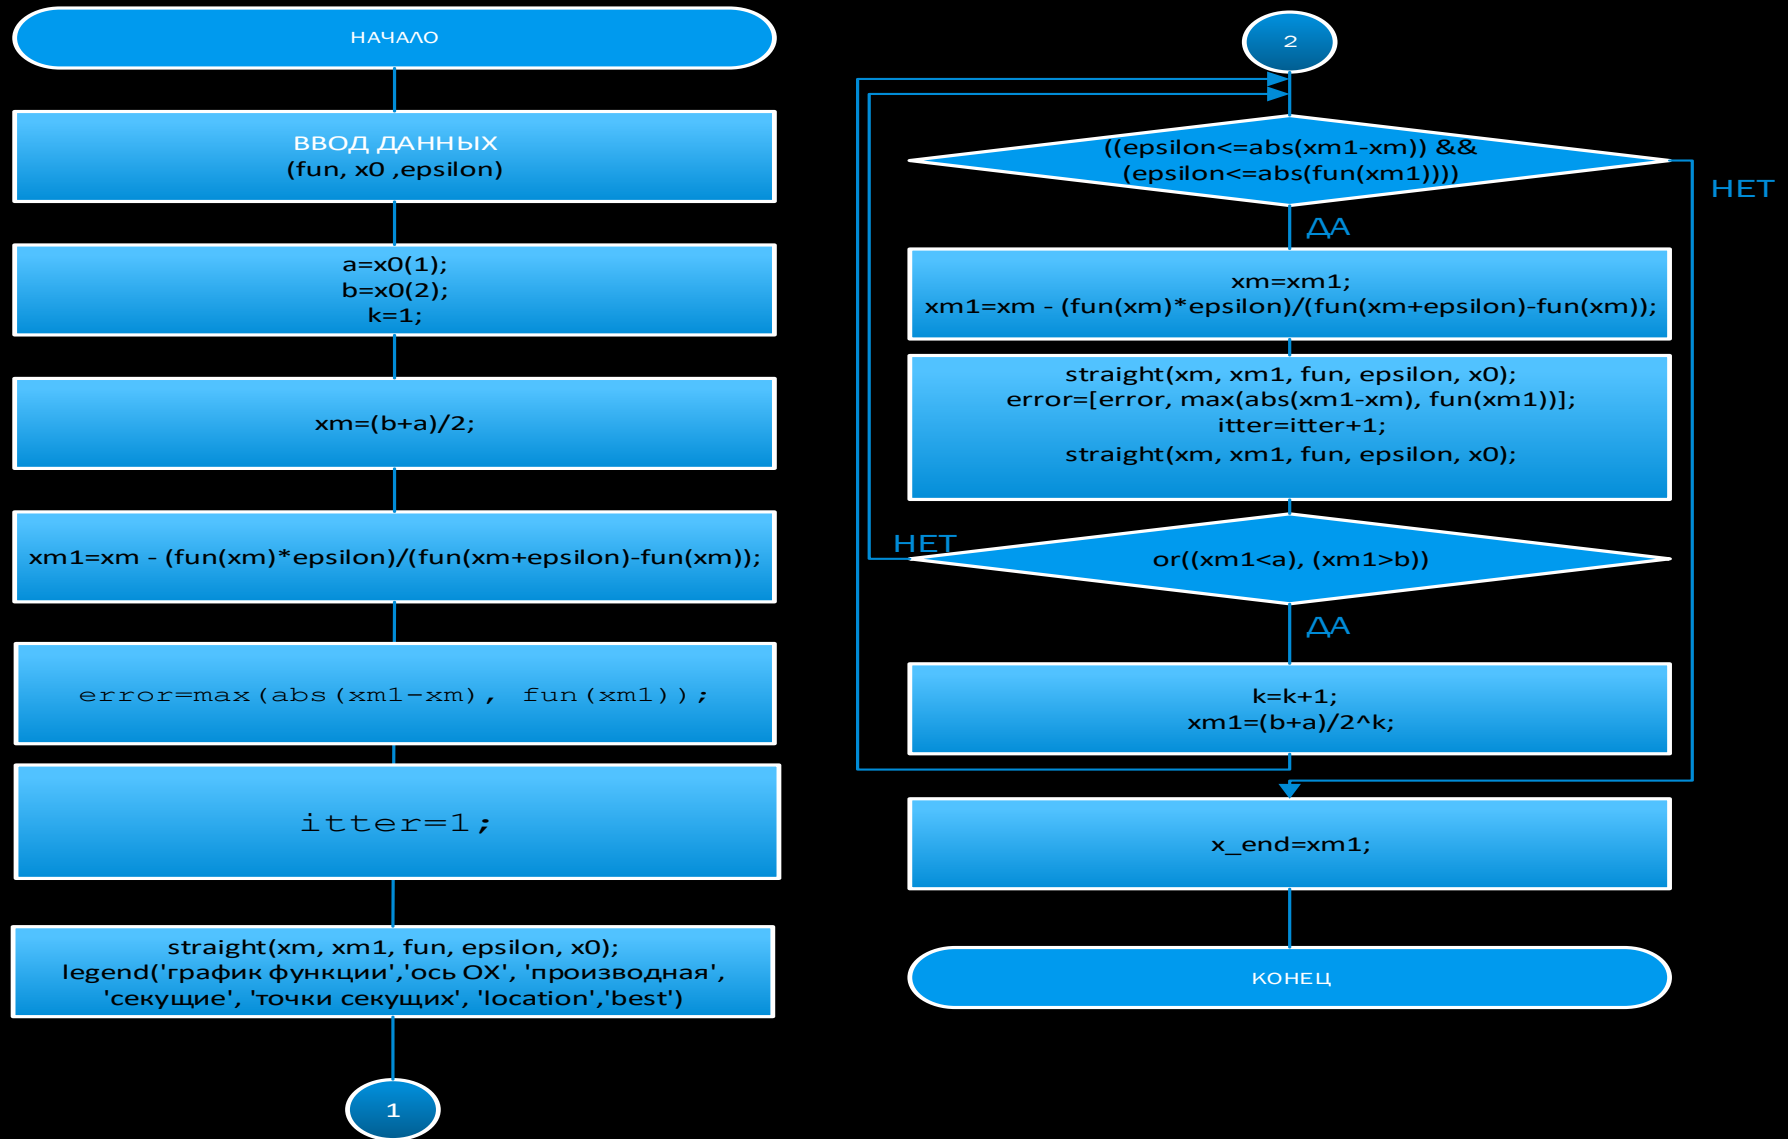 НАЧАЛО
ВВОД ДАННЫХ
(fun, x0 ,epsilon)
a=x0(1);
b=x0(2);
k=1;
xm=(b+a)/2;
xm1=xm - (fun(xm)*epsilon)/(fun(xm+epsilon)-fun(xm));
error=max(abs(xm1-xm), fun(xm1));
itter=1;
straight(xm, xm1, fun, epsilon, x0);
legend('график функции','ось OX', 'производная',
'секущие', 'точки секущих', 'location','best')
1
2
((epsilon<=abs(xm1-xm)) &&
(epsilon<=abs(fun(xm1))))
НЕТ
ДА
xm=xm1;
xm1=xm - (fun(xm)*epsilon)/(fun(xm+epsilon)-fun(xm));
straight(xm, xm1, fun, epsilon, x0);
error=[error, max(abs(xm1-xm), fun(xm1))];
itter=itter+1;
straight(xm, xm1, fun, epsilon, x0);
НЕТ
or((xm1<a), (xm1>b))
ДА
k=k+1;
xm1=(b+a)/2^k;
x_end=xm1;
КОНЕЦ